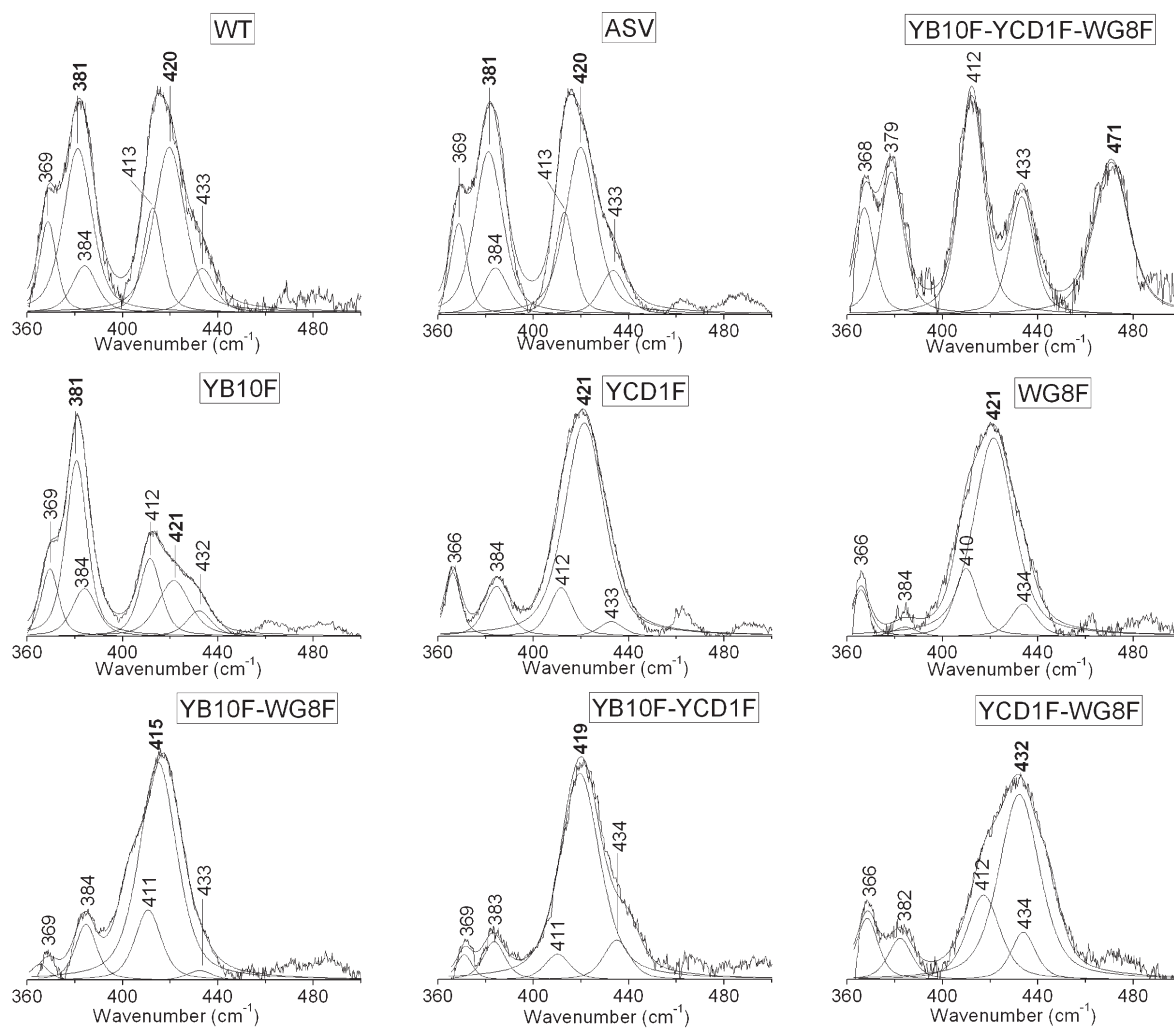 WT
381
420
369
413
433
384
360 400 440 480
Wavenumber (cm⁻¹)
ASV
381
420
369
413
433
384
360 400 440 480
Wavenumber (cm⁻¹)
YB10F-YCD1F-WG8F
412
368
379
433
471
360 400 440 480
Wavenumber (cm⁻¹)
YB10F
381
369
412
421
432
384
360 400 440 480
Wavenumber (cm⁻¹)
YCD1F
421
366
384
412
433
360 400 440 480
Wavenumber (cm⁻¹)
WG8F
421
366
384
410
434
360 400 440 480
Wavenumber (cm⁻¹)
YB10F-WG8F
415
369
384
411
433
360 400 440 480
Wavenumber (cm⁻¹)
YB10F-YCD1F
419
434
369
383
411
360 400 440 480
Wavenumber (cm⁻¹)
YCD1F-WG8F
432
366
382
412
434
360 400 440 480
Wavenumber (cm⁻¹)